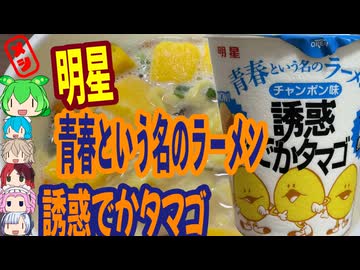 メシ
明星
青春という名のラーメン
誘惑でかタマゴ
明星
青春という名のラー
チャンポン味
誘惑
でかタマゴ